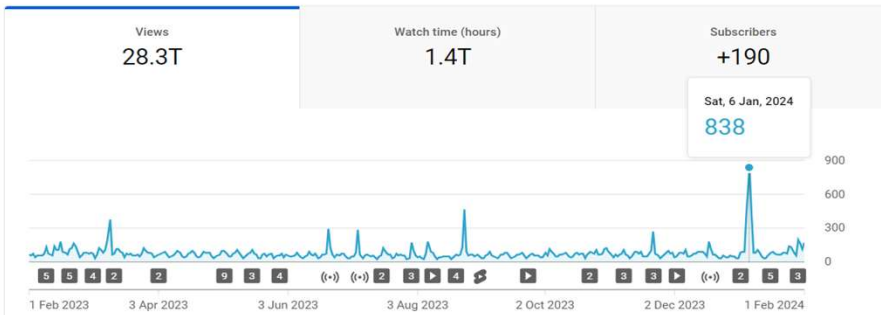 Views
28.3T
Watch time (hours)
1.4T
Subscribers
+190
Sat, 6 Jan, 2024
838
900
600
300
0
5 5 4 2 2 9 3 4 2 3 4 2 3 3 2 5 3
1 Feb 2023 3 Apr 2023 3 Jun 2023 3 Aug 2023 2 Oct 2023 2 Dec 2023 1 Feb 2024